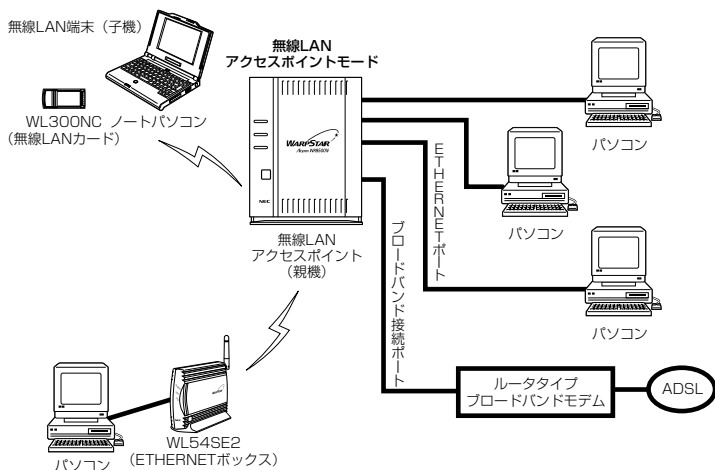 無線LAN端末（子機）
WL300NC ノートパソコン
（無線LANカード）
無線LAN
アクセスポイントモード
WARPSTAR
Aterm WR8500N
NEC
無線LAN
アクセスポイント
（親機）
ETHERNETポート
ブロードバンド接続ポート
パソコン
パソコン
パソコン
ルータタイプ
ブロードバンドモデム
ADSL
WL54SE2
（ETHERNETボックス）
パソコン